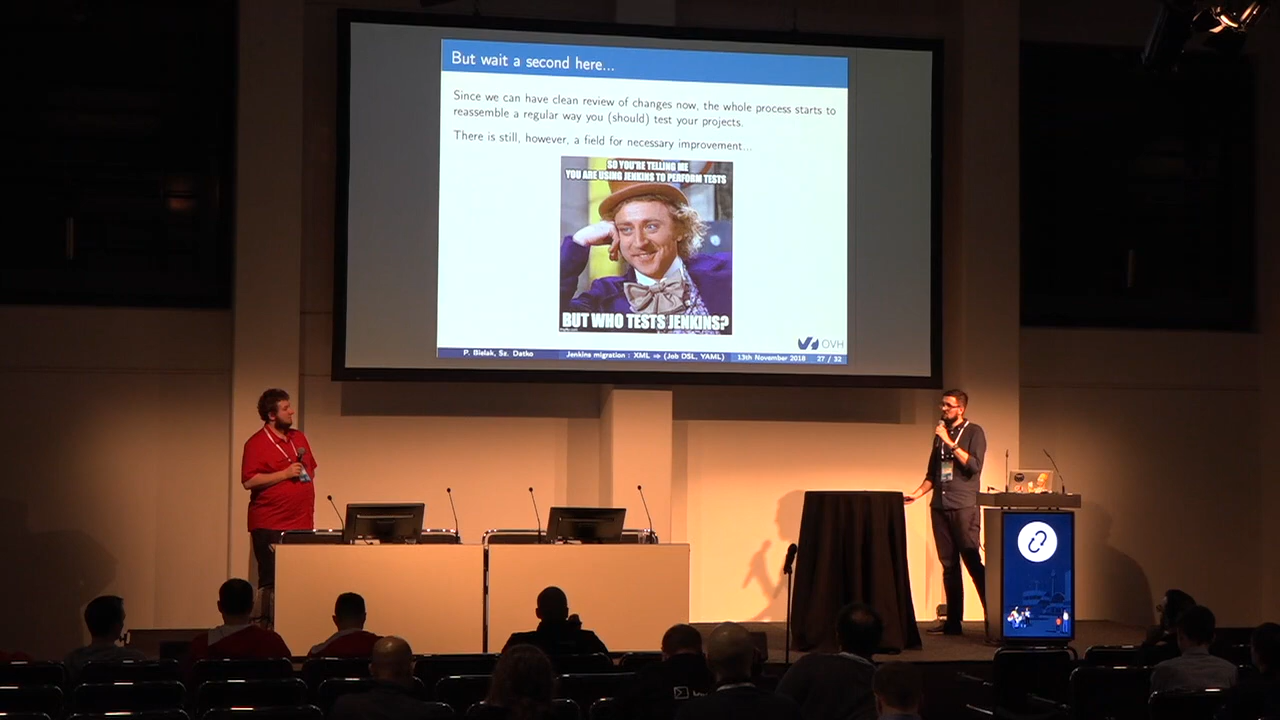 But wait a second here...
Since we can have clean review of changes now, the whole process starts to
reassemble a regular way you (should) test your projects.
There is still, however, a field for necessary improvement...
SO YOU'RE TELLING ME
YOU ARE USING JENKINS TO PERFORM TESTS
BUT WHO TESTS JENKINS?
OVH
P. Bielak, Sz. Datko Jenkins migration : XML ⇒ (Job DSL, YAML) 13th November 2018 27 / 32